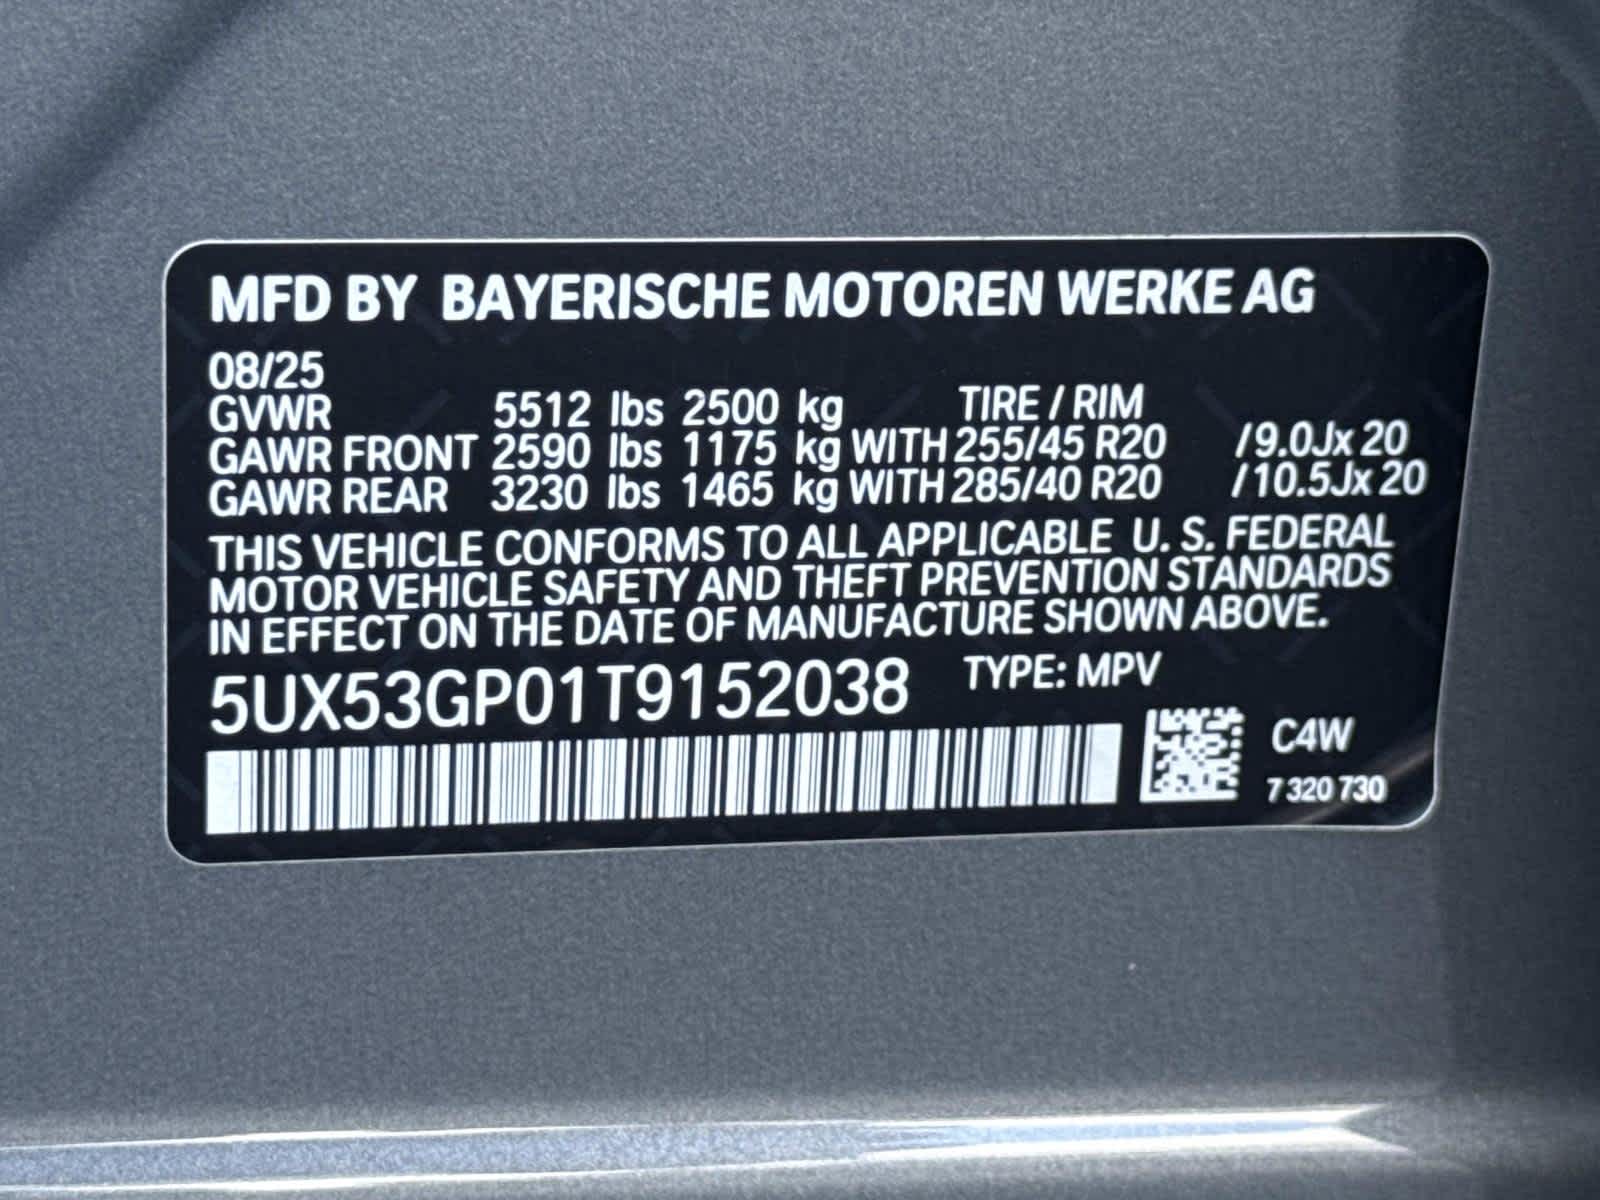 MFD BY BAYERISCHE MOTOREN WERKE AG
08/25
GVWR 5512 lbs 2500 kg TIRE / RIM
GAWR FRONT 2590 lbs 1175 kg WITH 255/45 R20 /9.0Jx 20
GAWR REAR 3230 lbs 1465 kg WITH 285/40 R20 /10.5Jx 20
THIS VEHICLE CONFORMS TO ALL APPLICABLE U. S. FEDERAL
MOTOR VEHICLE SAFETY AND THEFT PREVENTION STANDARDS
IN EFFECT ON THE DATE OF MANUFACTURE SHOWN ABOVE.
5UX53GP01T9152038 TYPE: MPV
C4W
7 320 730